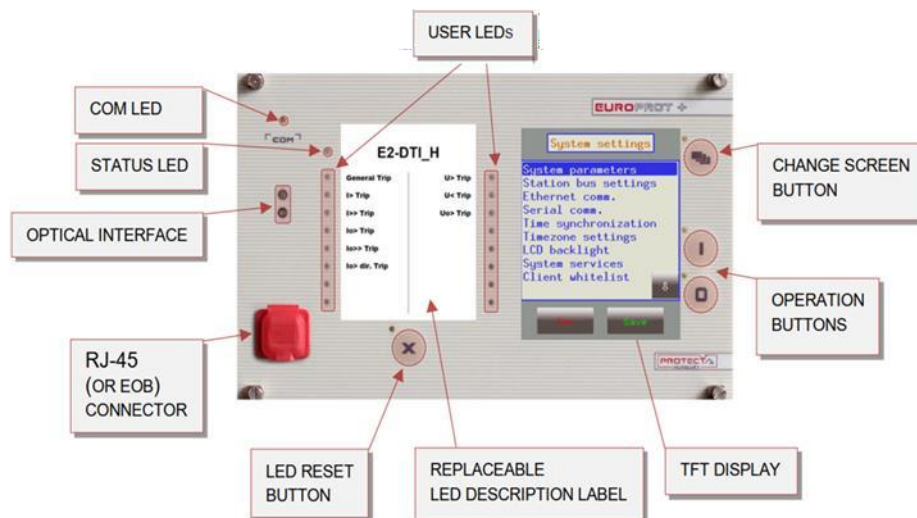 USER LEDs
COM LED
STATUS LED
OPTICAL INTERFACE
RJ-45
(OR EOB)
CONNECTOR
LED RESET
BUTTON
REPLACEABLE
LED DESCRIPTION LABEL
TFT DISPLAY
OPERATION
BUTTONS
CHANGE SCREEN
BUTTON
COM
EUROPROT +
E2-DTI_H
General Trip
I> Trip
I>> Trip
Io> Trip
Io>> Trip
Io> dir. Trip
U> Trip
U< Trip
Uo> Trip
System settings
System parameters
Station bus settings
Ethernet comm.
Serial comm.
Time synchronization
Timezone settings
LCD backlight
System services
Client whitelist
Save
I
O
X
PROTECTA